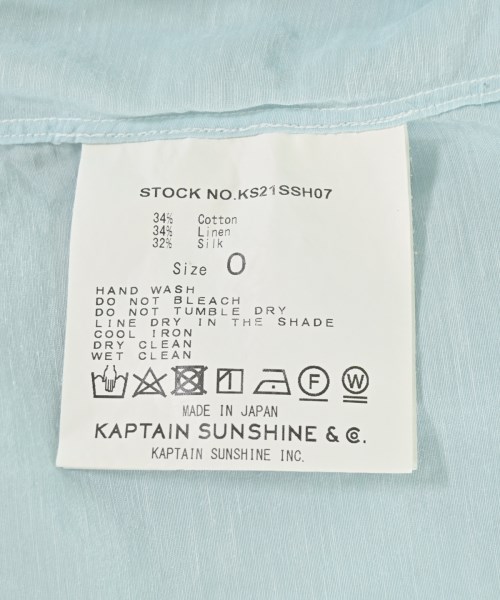 STOCK NO.KS21SSH07
34% Cotton
34% Linen
32% Silk
Size O
HAND WASH
DO NOT BLEACH
DO NOT TUMBLE DRY
LINE DRY IN THE SHADE
COOL IRON
DRY CLEAN
WET CLEAN
F W
MADE IN JAPAN
KAPTAIN SUNSHINE & Co.
KAPTAIN SUNSHINE INC.